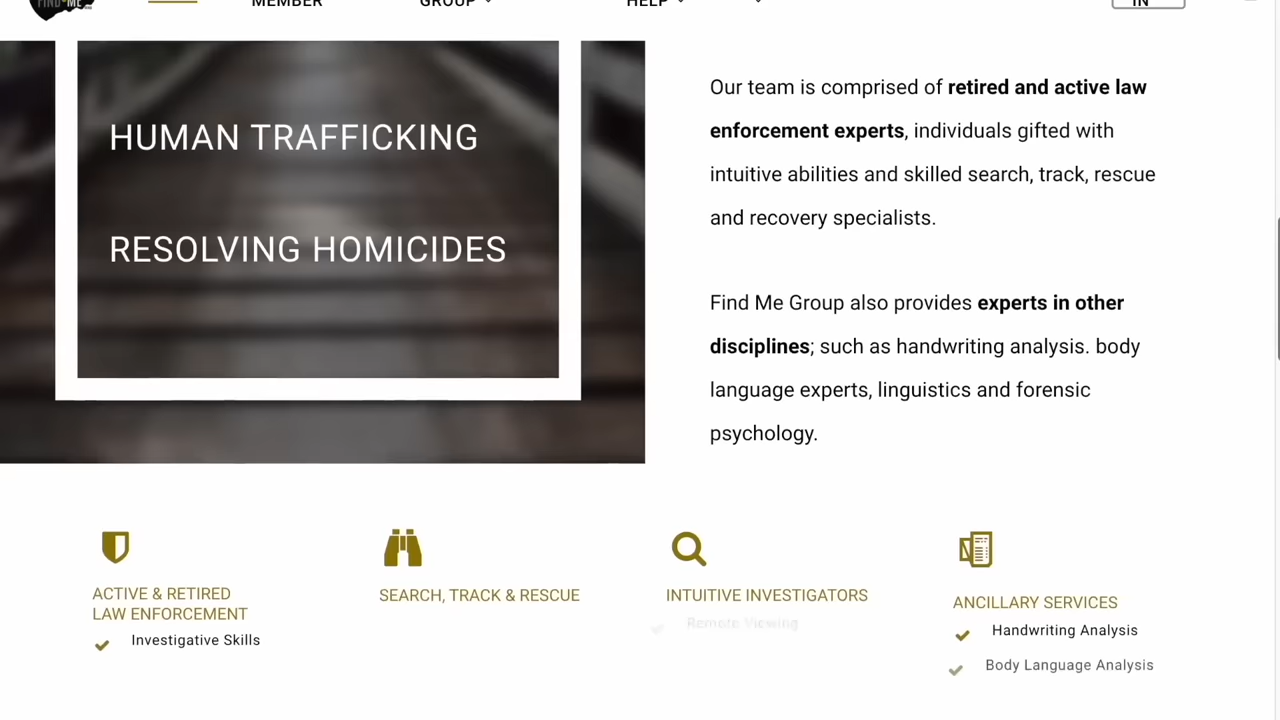 FIND ME
MEMBER
GROUP
HELP
IN
HUMAN TRAFFICKING
RESOLVING HOMICIDES
Our team is comprised of retired and active law
enforcement experts, individuals gifted with
intuitive abilities and skilled search, track, rescue
and recovery specialists.
Find Me Group also provides experts in other
disciplines; such as handwriting analysis. body
language experts, linguistics and forensic
psychology.
ACTIVE & RETIRED
LAW ENFORCEMENT
Investigative Skills
SEARCH, TRACK & RESCUE
INTUITIVE INVESTIGATORS
Remote Viewing
ANCILLARY SERVICES
Handwriting Analysis
Body Language Analysis